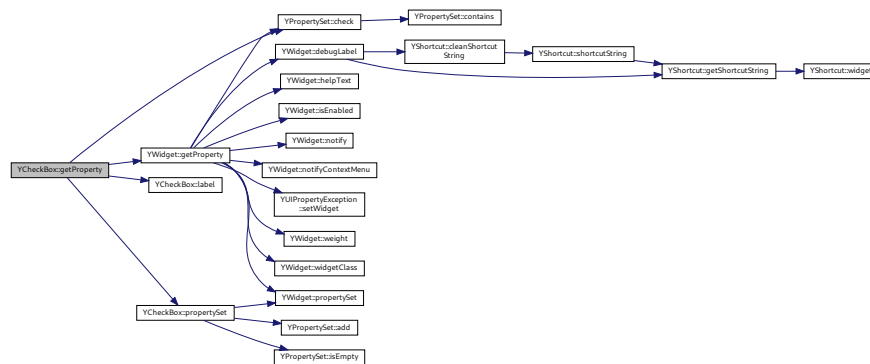 YPropertySet::check
YPropertySet::contains
YWidget::debugLabel
YShortcut::cleanShortcut
String
YShortcut::shortcutString
YShortcut::getShortcutString
YShortcut::widget
YWidget::helpText
YWidget::isEnabled
YWidget::notify
YWidget::getProperty
YCheckBox::getProperty
YWidget::notifyContextMenu
YCheckBox::label
YUIPropertyException
::setWidget
YWidget::weight
YWidget::widgetClass
YWidget::propertySet
YCheckBox::propertySet
YPropertySet::add
YPropertySet::isEmpty